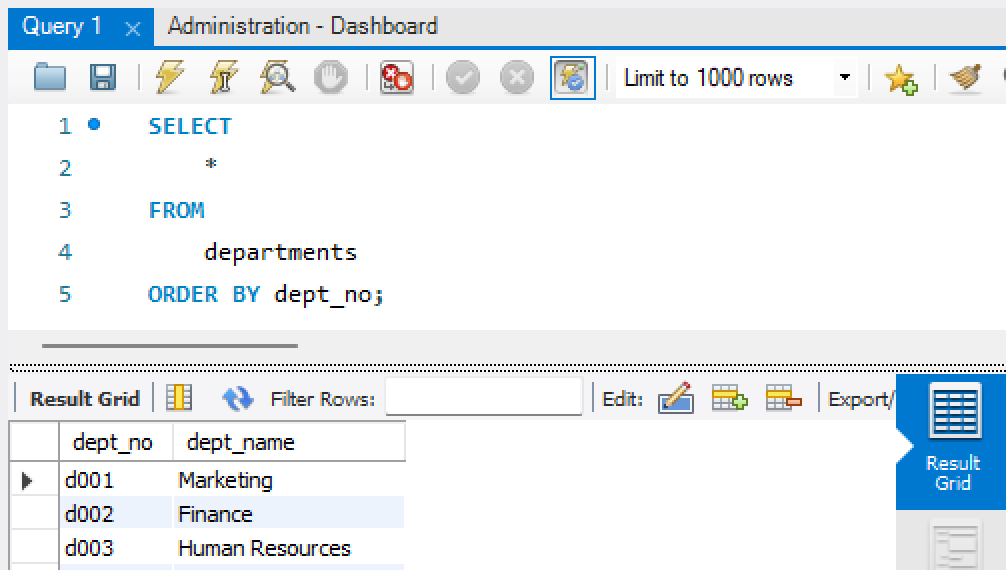 Query 1 Administration - Dashboard
Limit to 1000 rows
1 SELECT
2 *
3 FROM
4 departments
5 ORDER BY dept_no;
Result Grid Filter Rows: Edit: Export/
dept_no dept_name
d001 Marketing
d002 Finance
d003 Human Resources
Result
Grid